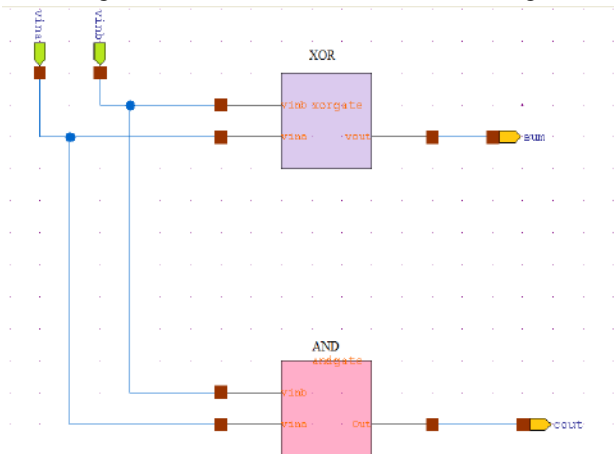 vina
vinb
XOR
vinb xorgate
vina vout
sum
AND
andgate
vinb
vina Out
cout